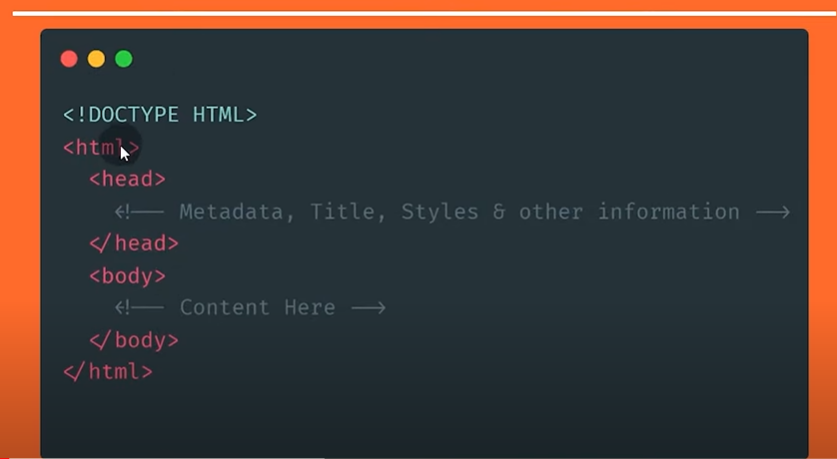 <!DOCTYPE HTML>
<html>
<head>
<!-- Metadata, Title, Styles & other information -->
</head>
<body>
<!-- Content Here -->
</body>
</html>